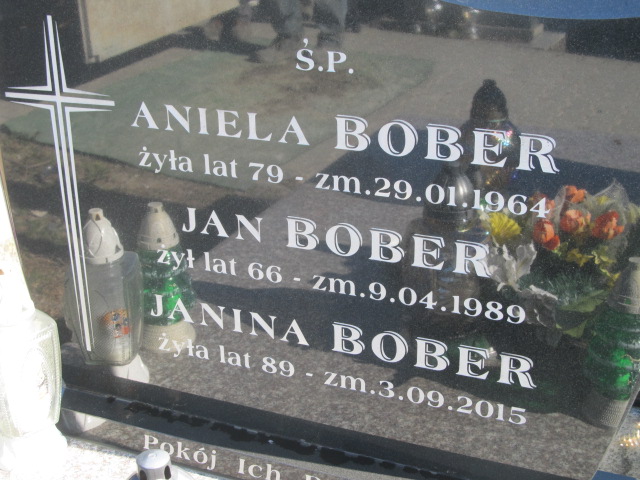 Ś.P.
ANIELA BOBER
żyła lat 79 - zm.29.01.1964
JAN BOBER
żył lat 66 - zm.9.04.1989
JANINA BOBER
żyła lat 89 - zm.3.09.2015
Pokój Ich